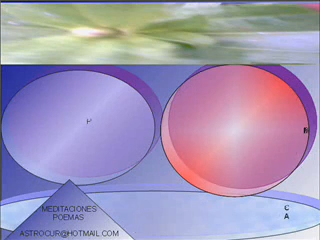 P
MEDITACIONES
POEMAS
ASTROCUR@HOTMAIL.COM
C
A